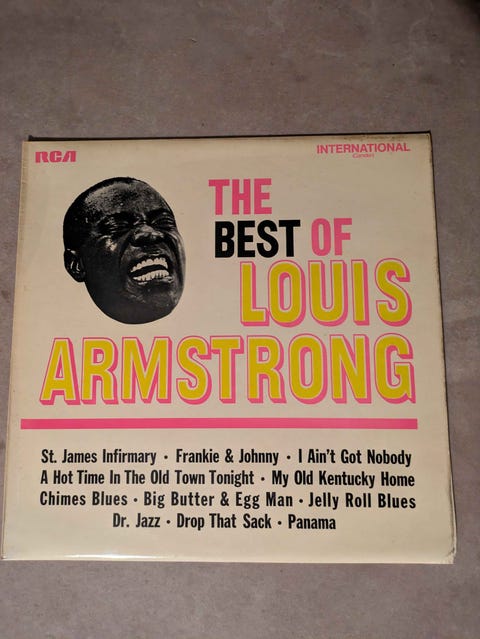 RCA
INTERNATIONAL
(Camden)
THE
BEST OF
LOUIS
ARMSTRONG
St. James Infirmary • Frankie & Johnny • I Ain't Got Nobody
A Hot Time In The Old Town Tonight • My Old Kentucky Home
Chimes Blues • Big Butter & Egg Man • Jelly Roll Blues
Dr. Jazz • Drop That Sack • Panama